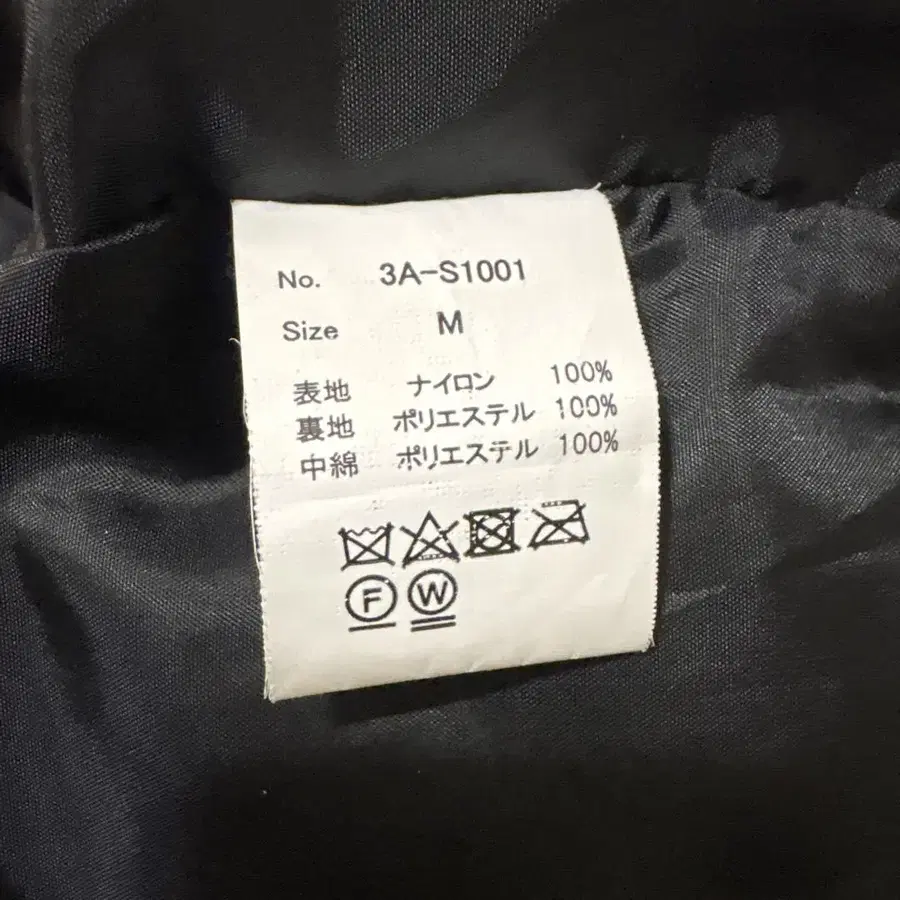 No. 3A-S1001
Size M
表地 ナイロン 100%
裏地 ポリエステル 100%
中綿 ポリエステル 100%
F W